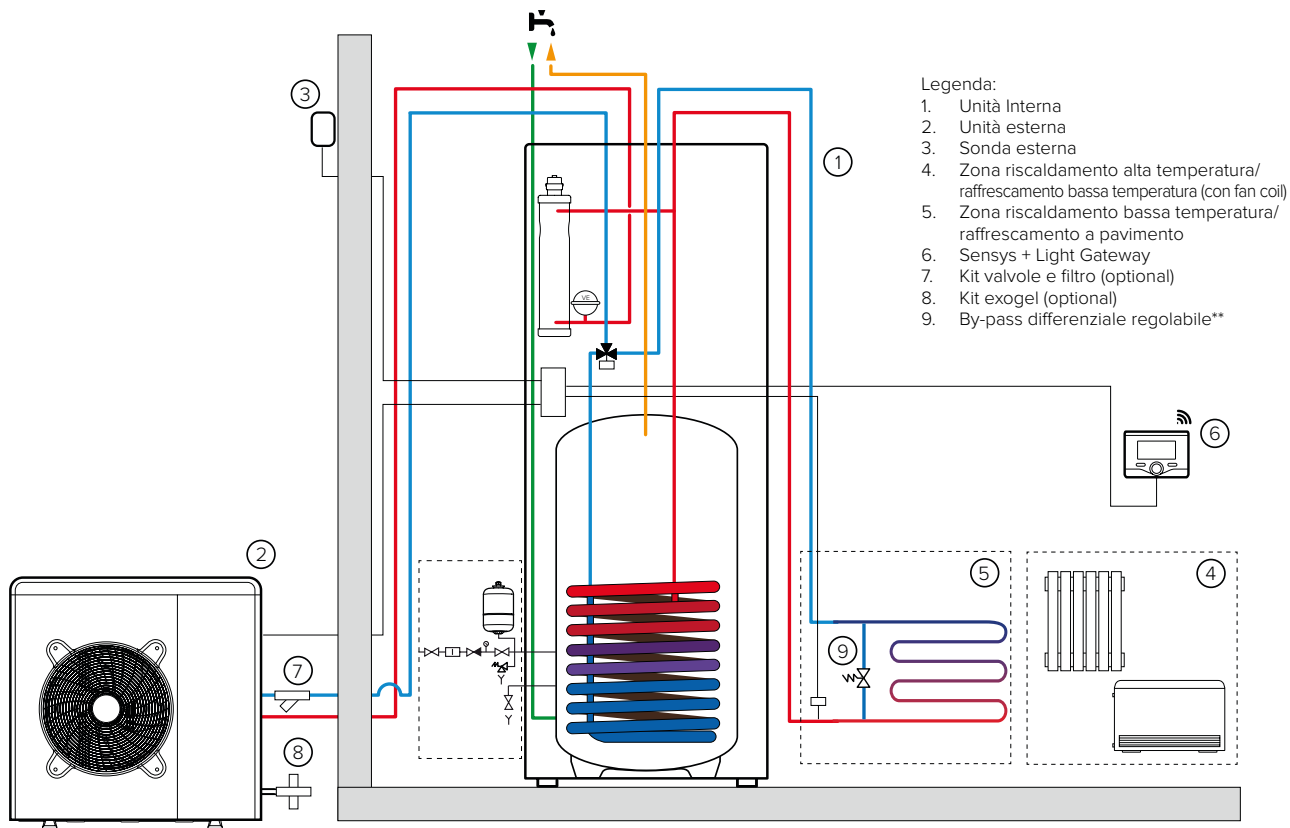 Legenda:
1. Unità Interna
2. Unità esterna
3. Sonda esterna
4. Zona riscaldamento alta temperatura/
raffrescamento bassa temperatura (con fan coil)
5. Zona riscaldamento bassa temperatura/
raffrescamento a pavimento
6. Sensys + Light Gateway
7. Kit valvole e filtro (optional)
8. Kit exogel (optional)
9. By-pass differenziale regolabile**
3
1
VE
6
2
5
4
9
7
8